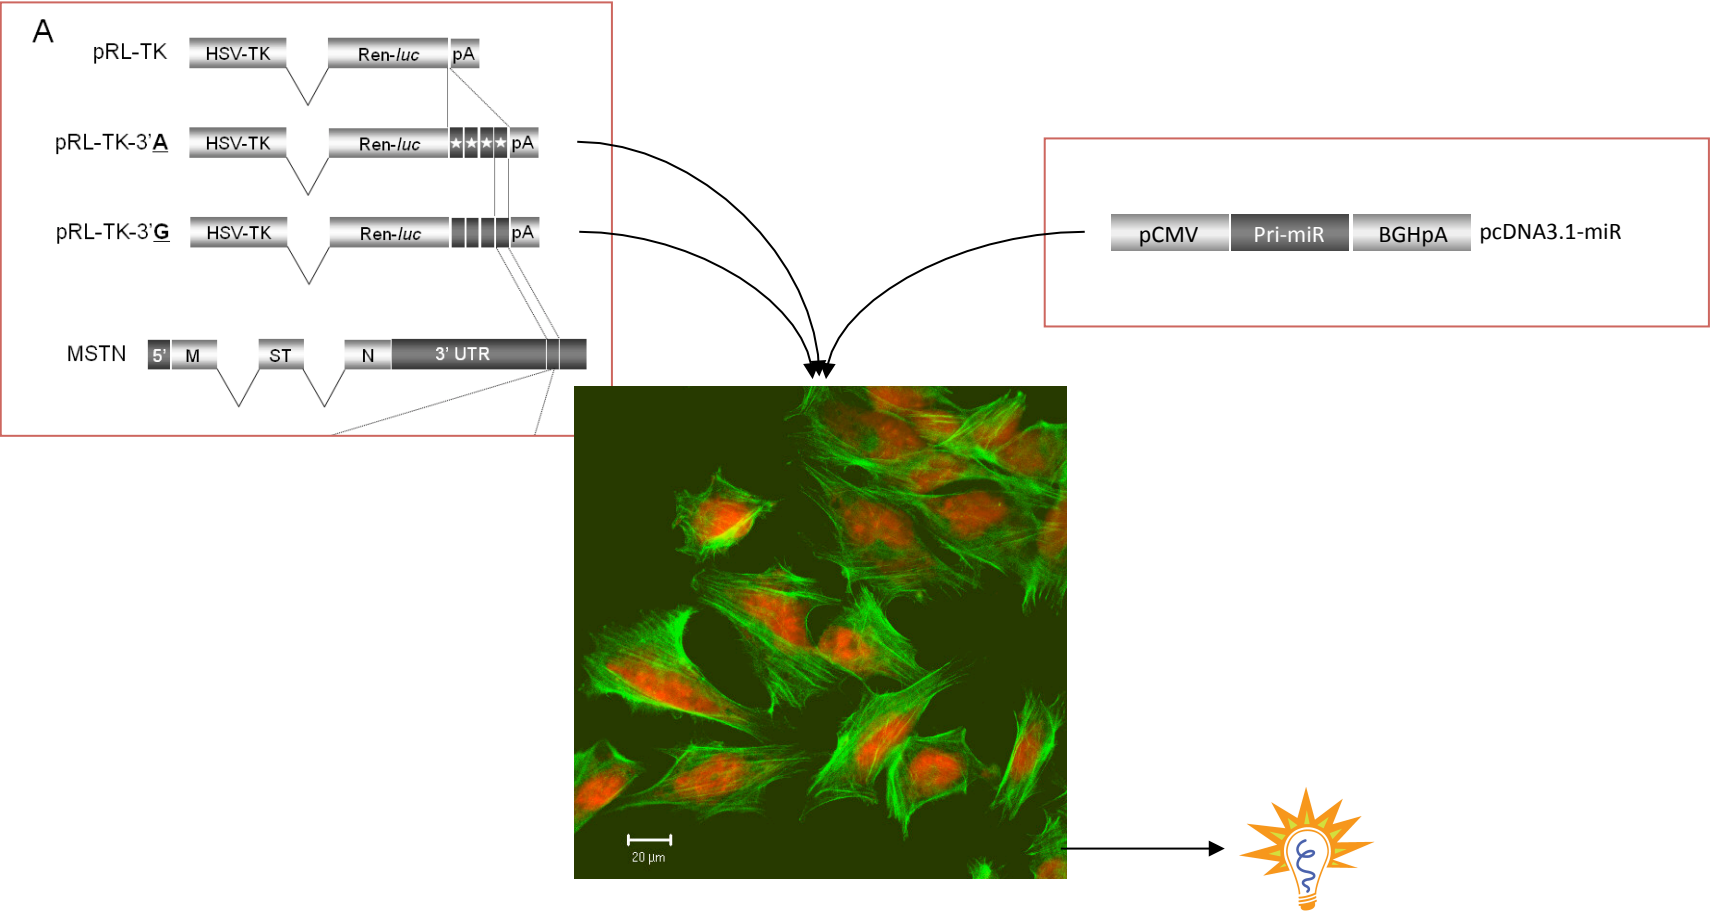 A
pRL-TK HSV-TK Ren-luc pA
pRL-TK-3'A HSV-TK Ren-luc ★★★★ pA
pRL-TK-3'G HSV-TK Ren-luc pA
MSTN 5' M ST N 3' UTR
pCMV Pri-miR BGHpA pcDNA3.1-miR
20 µm